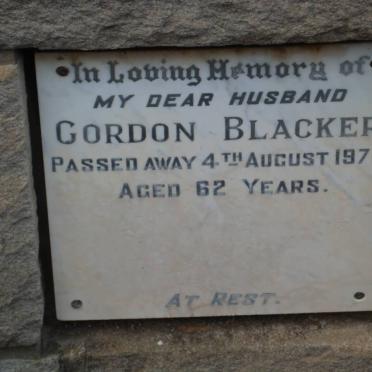 In Loving Memory of
MY DEAR HUSBAND
GORDON BLACKER
PASSED AWAY 4TH AUGUST 197
AGED 62 YEARS.
AT REST.